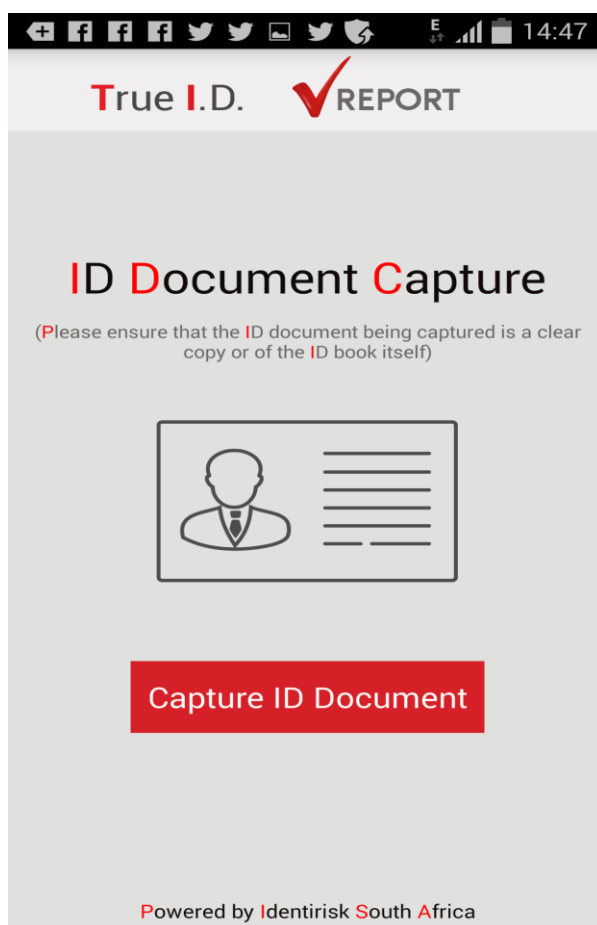 E 14:47
True I.D. REPORT
ID Document Capture
(Please ensure that the ID document being captured is a clear
copy or of the ID book itself)
Capture ID Document
Powered by Identirisk South Africa